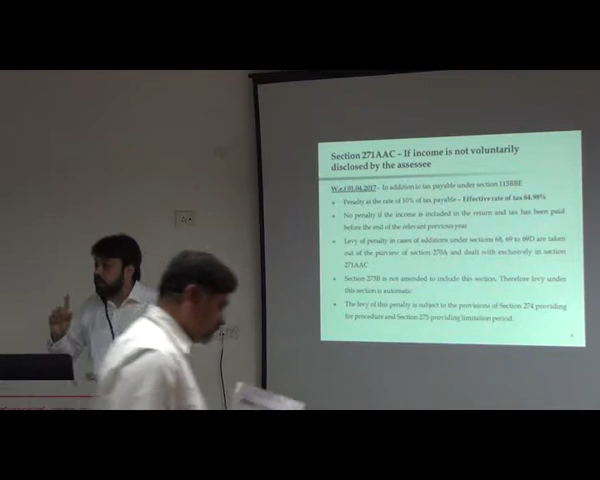 Section 271AAC – If income is not voluntarily
disclosed by the assessee
W.e.f 01.04.2017 - In addition to tax payable under section 115BBE
• Penalty at the rate of 10% of tax payable – Effective rate of tax 84.98%
• No penalty if the income is included in the return and tax has been paid
before the end of the relevant previous year
• Levy of penalty in cases of additions under sections 68, 69 to 69D are taken
out of the purview of section 270A and dealt with exclusively in section
271AAC
• Section 273B is not amended to include this section. Therefore levy under
this section is automatic
• The levy of this penalty is subject to the provisions of Section 274 providing
for procedure and Section 275 providing limitation period.